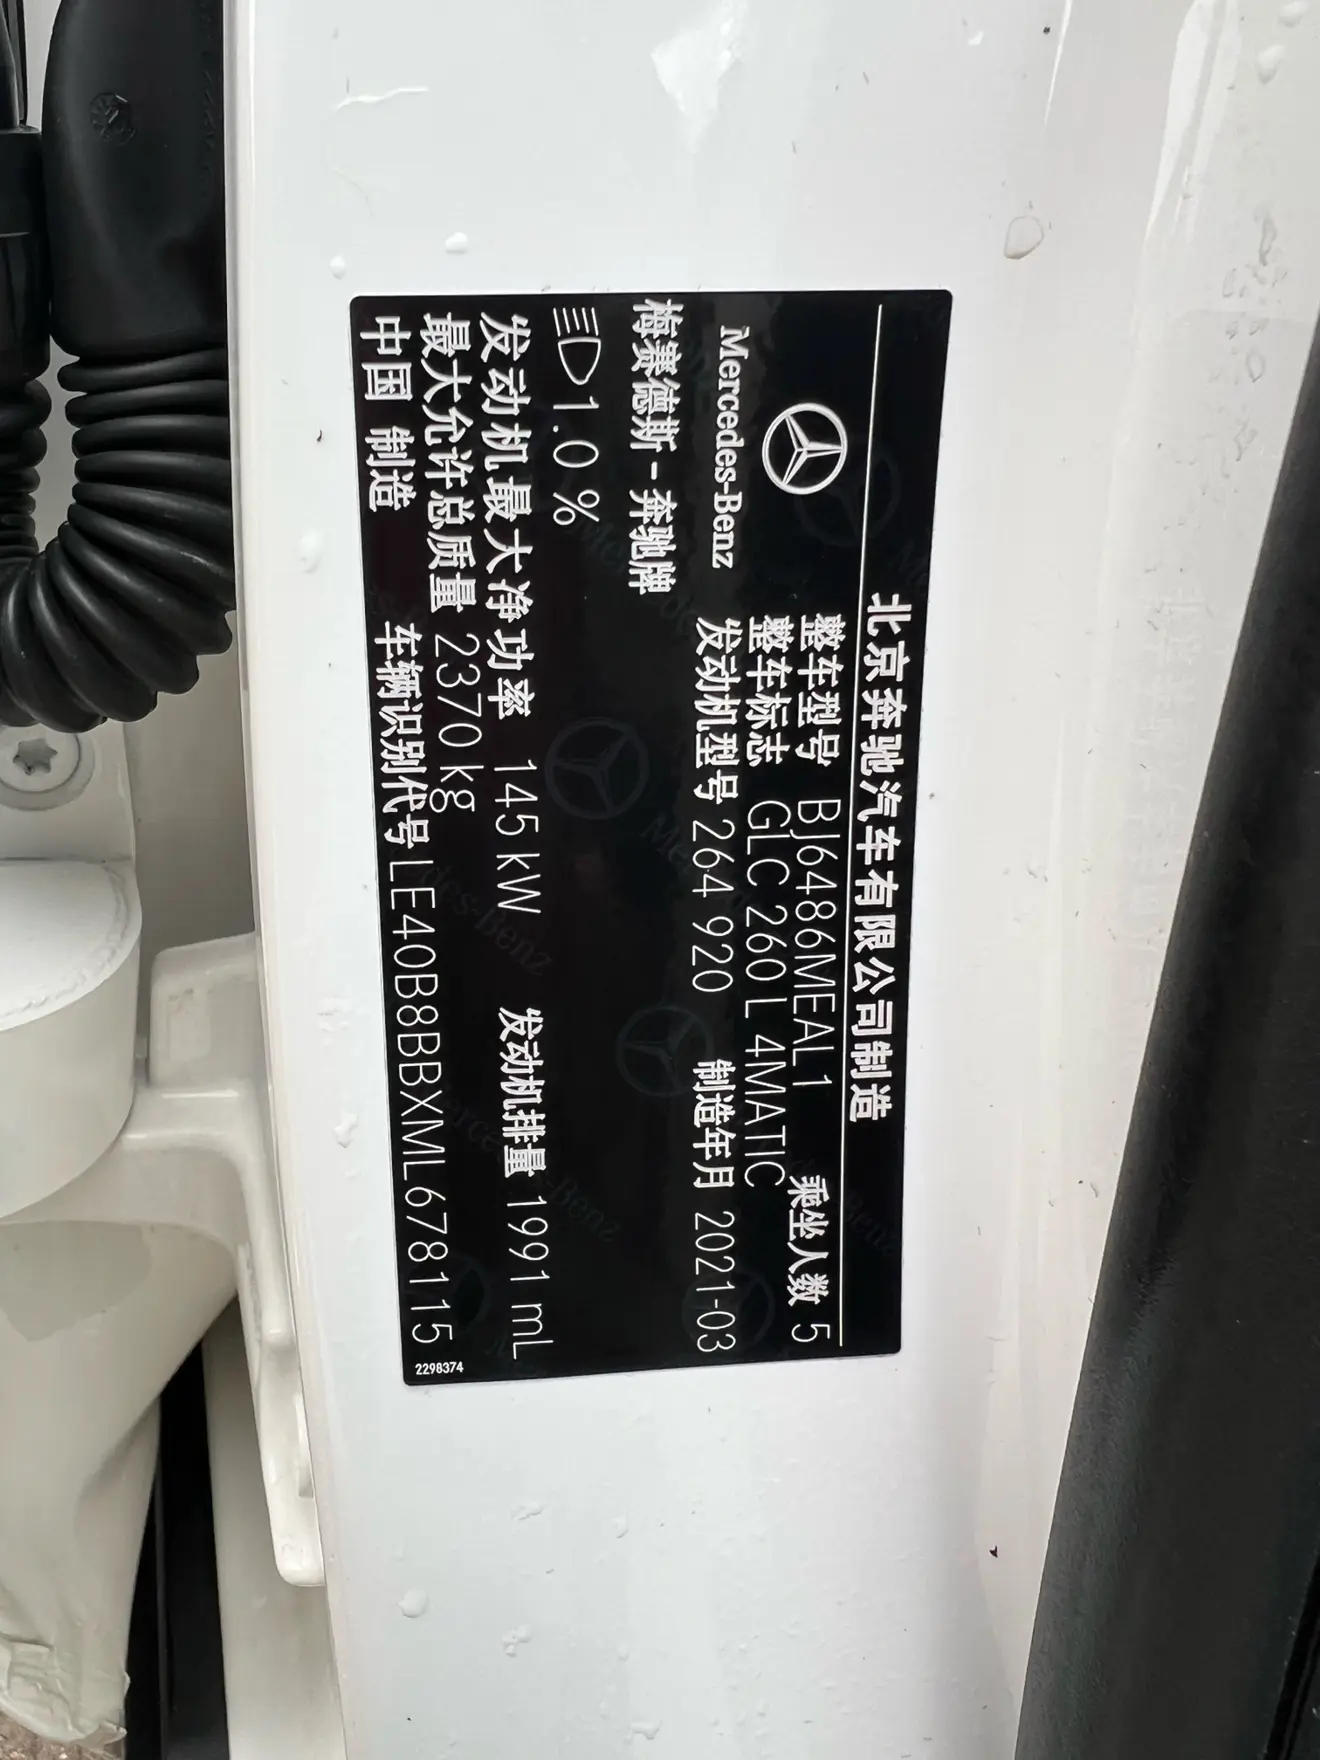 北京奔驰汽车有限公司制造
Mercedes-Benz
整车型号 BJ6486MEAL1 乘坐人数 5
整车标志 GLC 260 L 4MATIC
发动机型号 264 920 制造年月 2021-03
梅赛德斯-奔驰牌
1.0 %
发动机最大净功率 145 kW 发动机排量 1991 mL
最大允许总质量 2370 kg
中国 制造 车辆识别代号 LE40B8BBXML678115
2298374